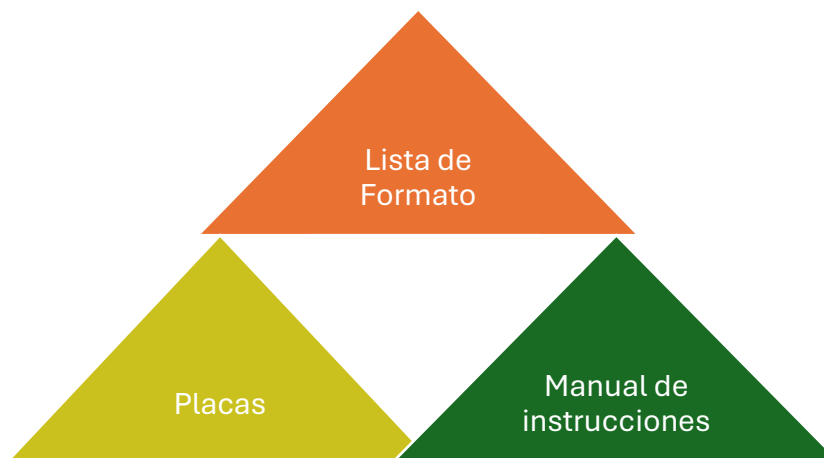 Lista de
Formato
Placas
Manual de
instrucciones